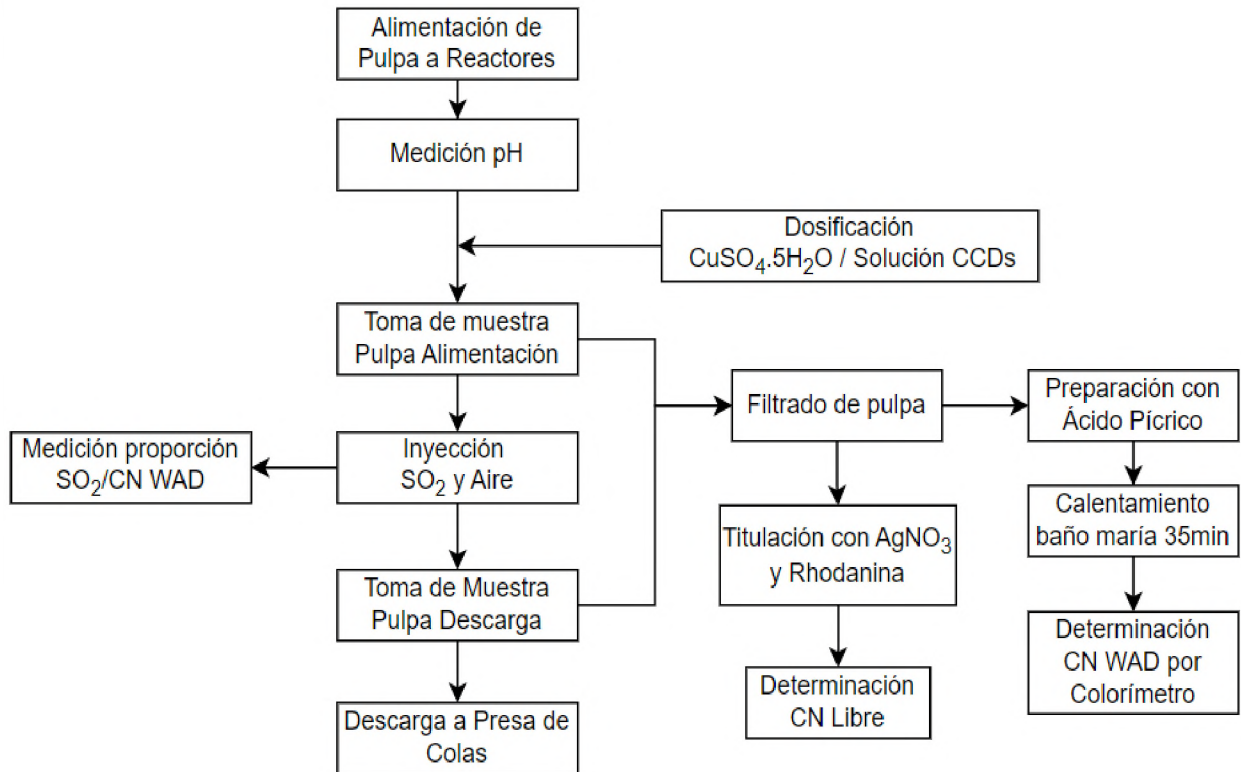 Alimentación de
Pulpa a Reactores
Medición pH
Dosificación
CuSO₄.5H₂O / Solución CCDs
Toma de muestra
Pulpa Alimentación
Filtrado de pulpa
Preparación con
Ácido Pícrico
Medición proporción
SO₂/CN WAD
Inyección
SO₂ y Aire
Calentamiento
baño maría 35min
Titulación con AgNO₃
y Rhodanina
Toma de Muestra
Pulpa Descarga
Determinación
CN WAD por
Colorímetro
Determinación
CN Libre
Descarga a Presa de
Colas